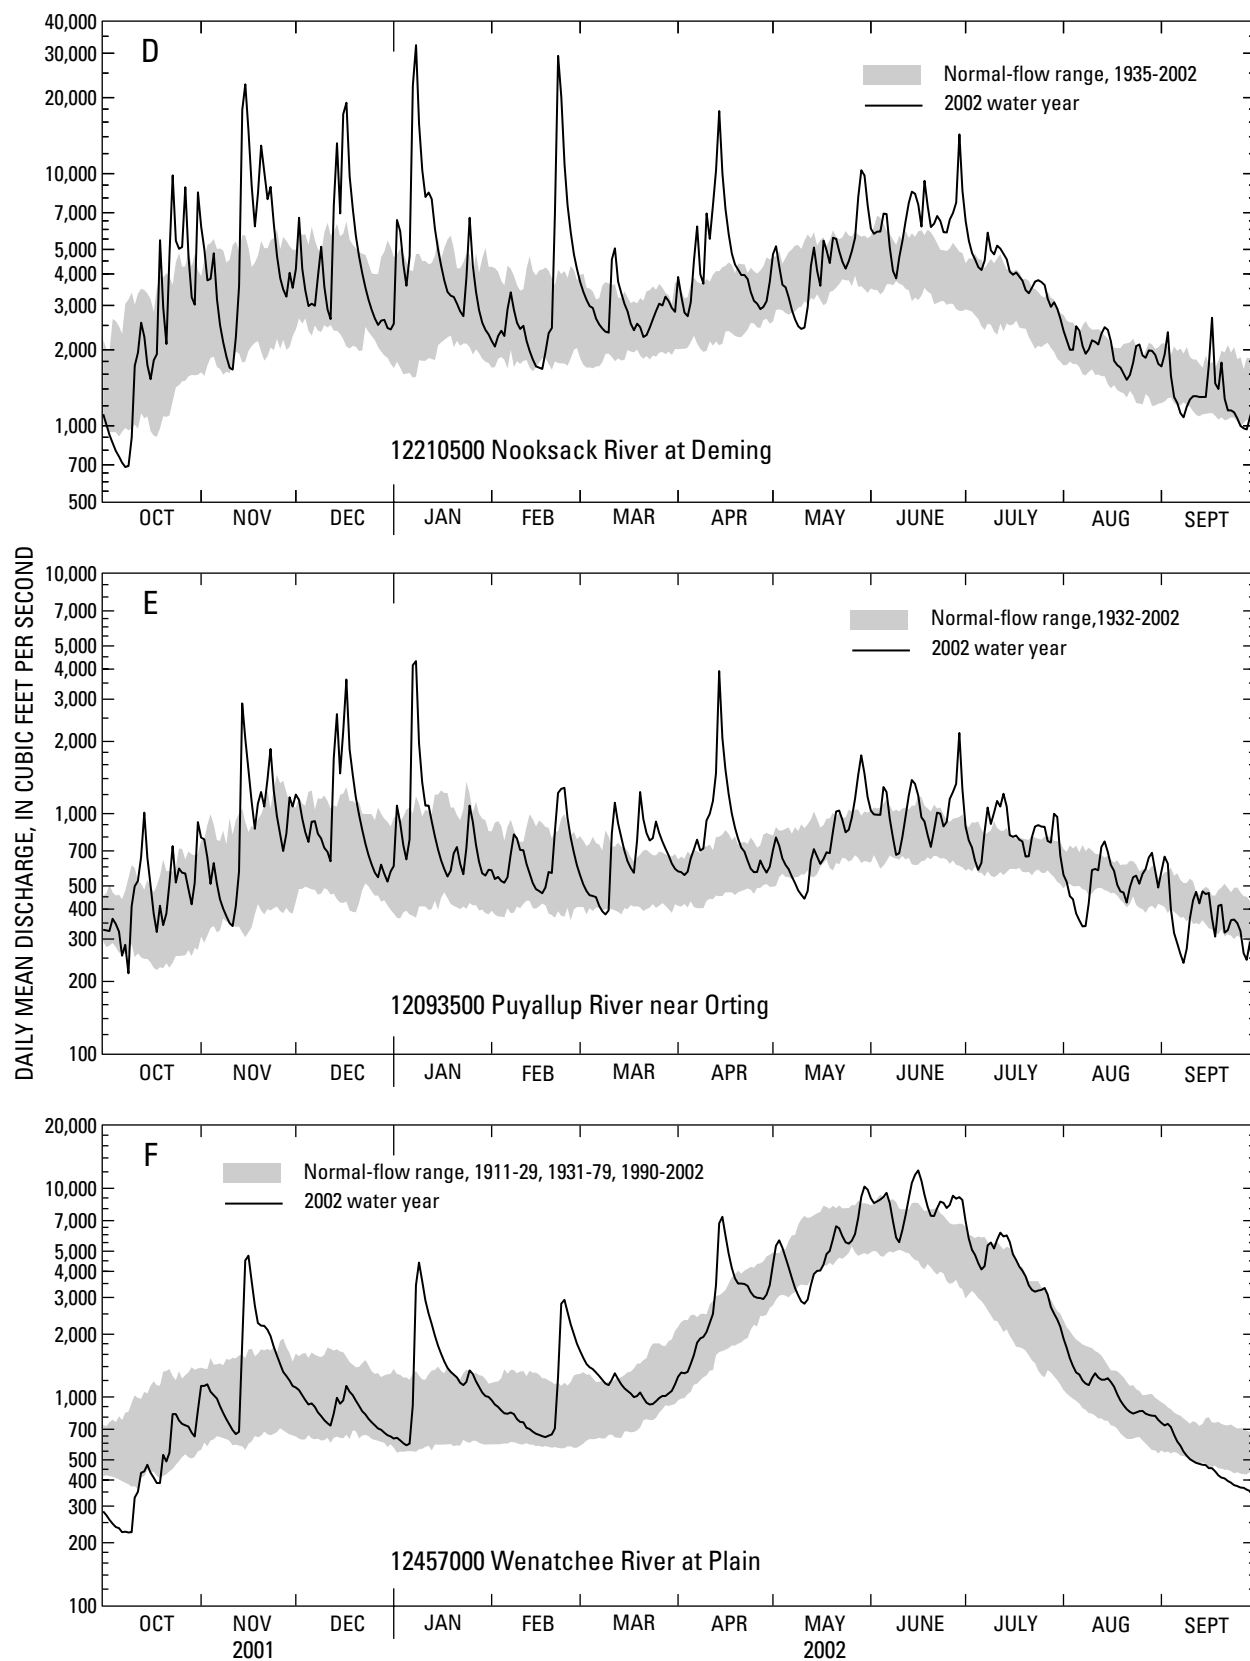 D
40,000
30,000
20,000
10,000
7,000
5,000
4,000
3,000
2,000
1,000
700
500
Normal-flow range, 1935-2002
2002 water year
12210500 Nooksack River at Deming
OCT NOV DEC JAN FEB MAR APR MAY JUNE JULY AUG SEPT
DAILY MEAN DISCHARGE, IN CUBIC FEET PER SECOND
E
10,000
7,000
5,000
4,000
3,000
2,000
1,000
700
500
400
300
200
100
Normal-flow range,1932-2002
2002 water year
12093500 Puyallup River near Orting
OCT NOV DEC JAN FEB MAR APR MAY JUNE JULY AUG SEPT
F
20,000
10,000
7,000
5,000
4,000
3,000
2,000
1,000
700
500
400
300
200
100
Normal-flow range, 1911-29, 1931-79, 1990-2002
2002 water year
12457000 Wenatchee River at Plain
OCT NOV DEC JAN FEB MAR APR MAY JUNE JULY AUG SEPT
2001 2002